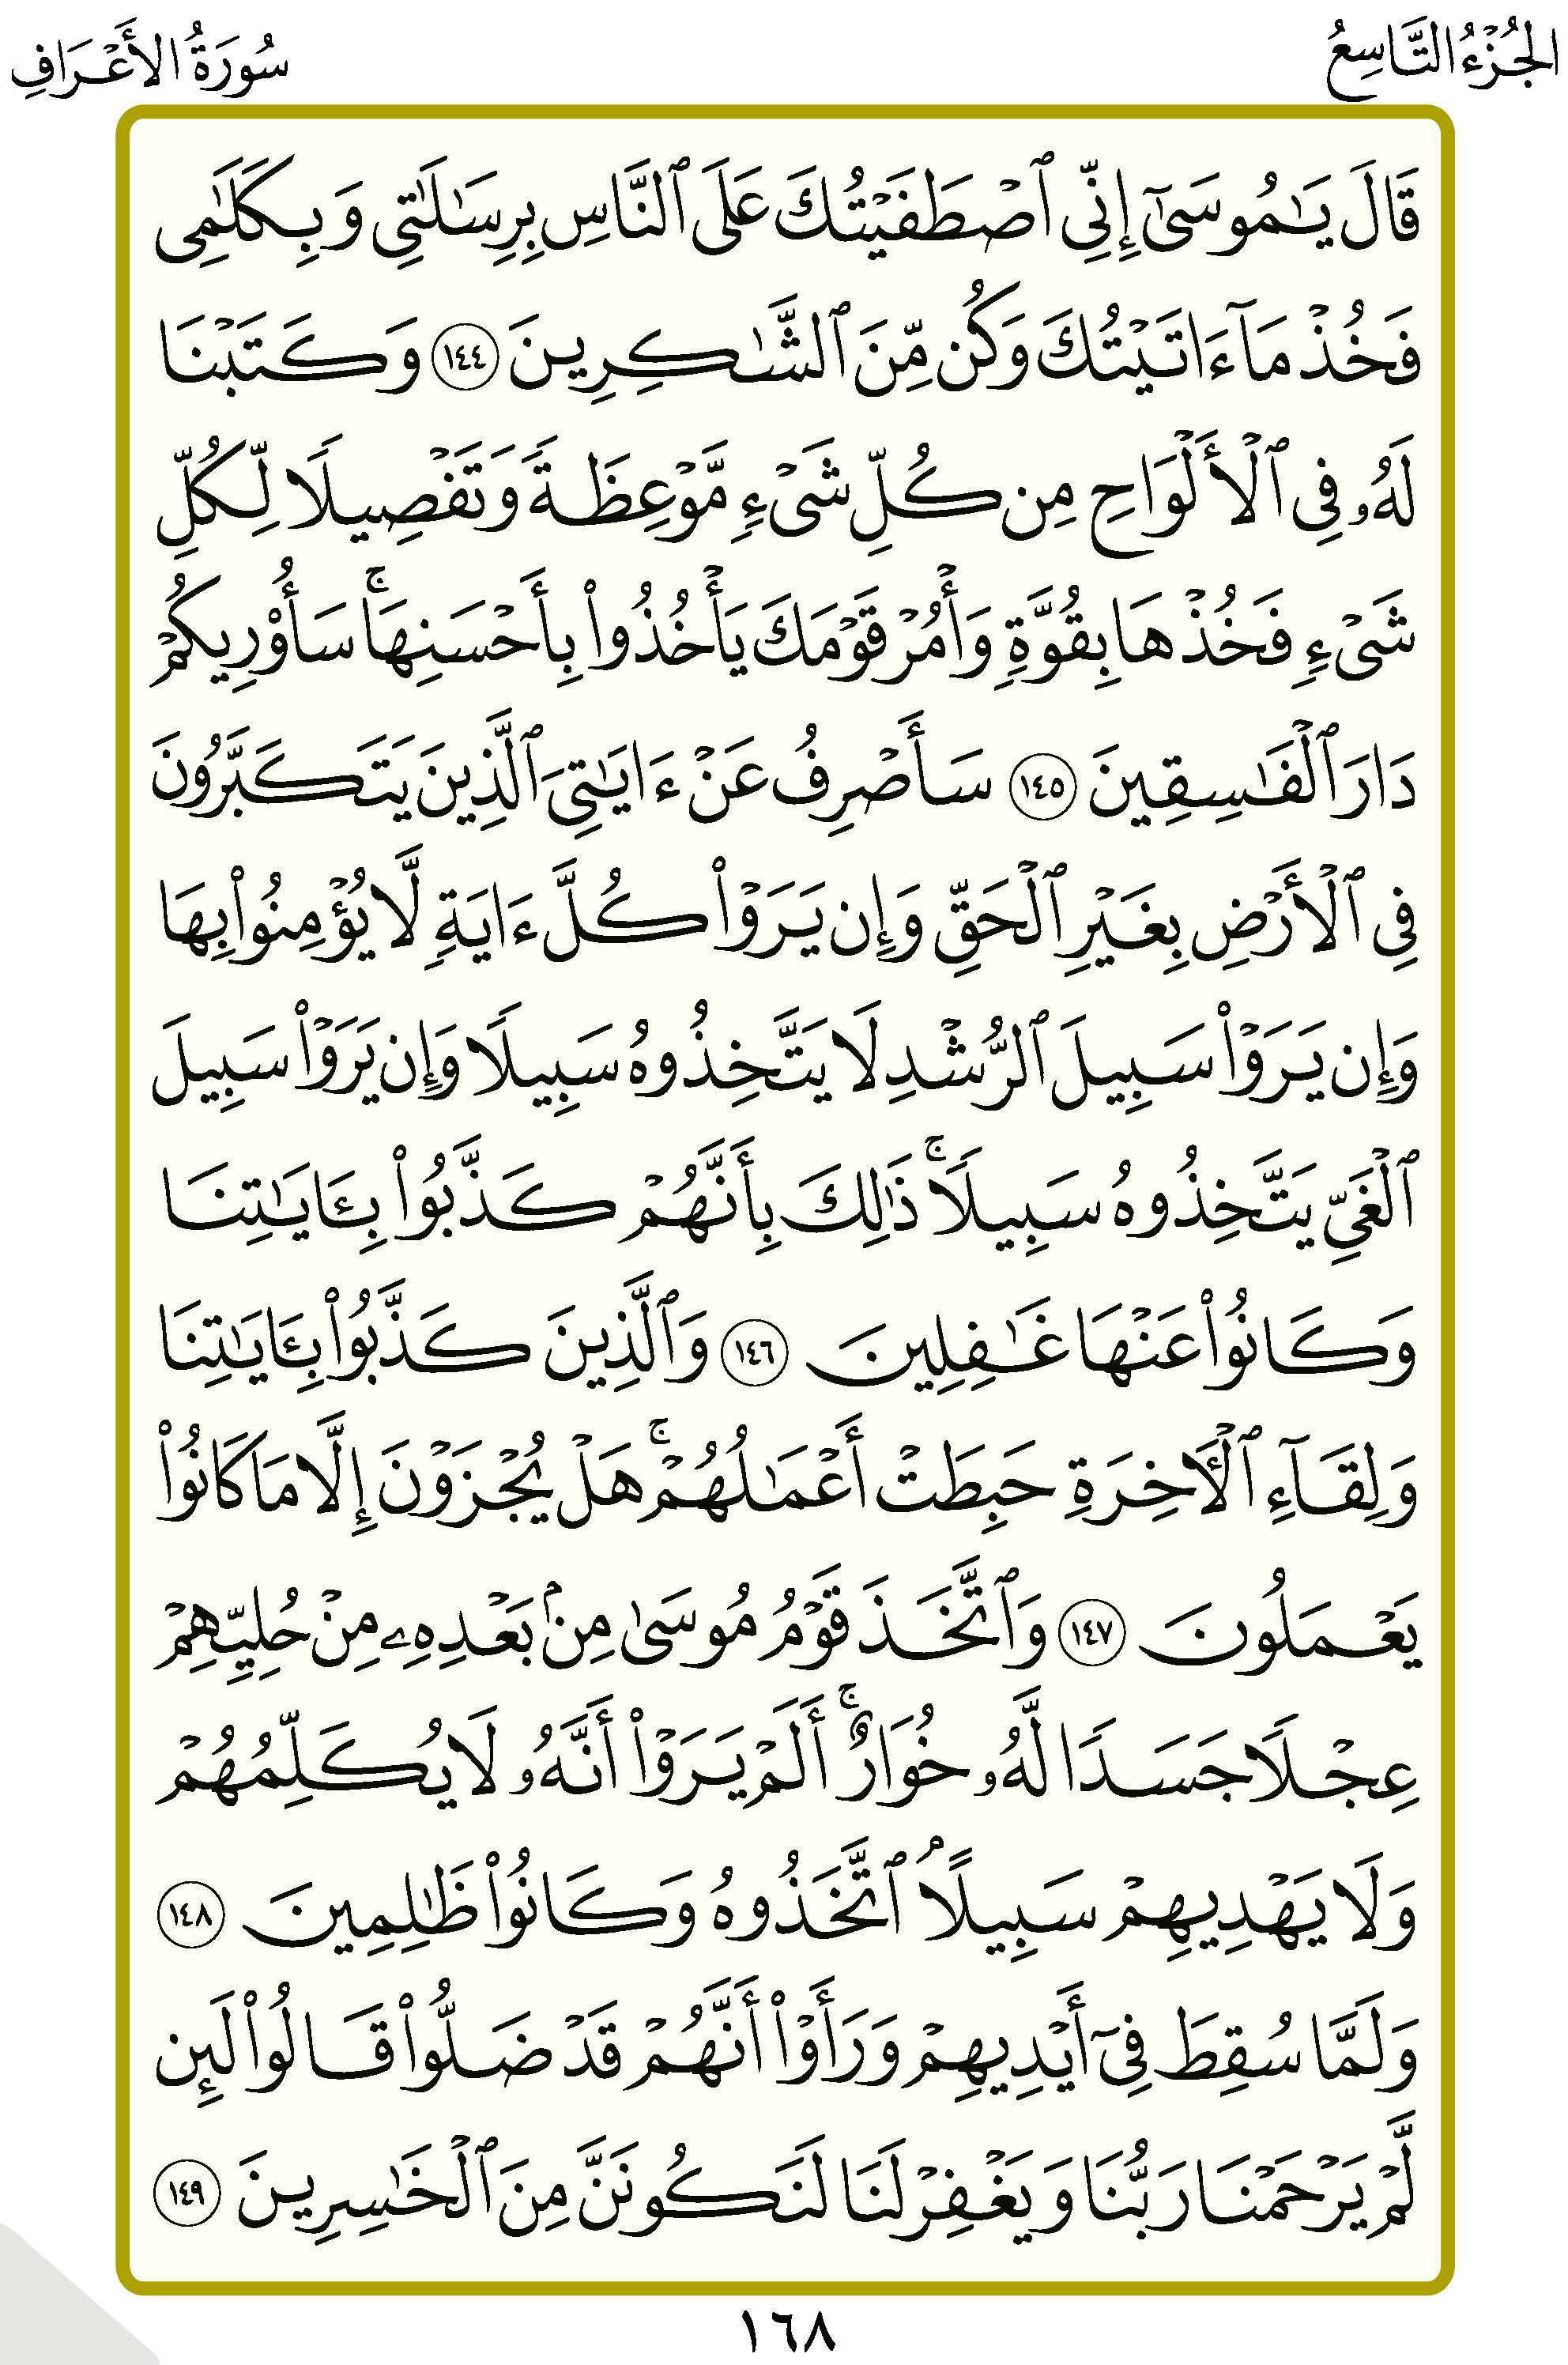 الجُزْءُ التَّاسِعُ
سُورَةُ الأَعْرَافِ
قَالَ يَٰمُوسَىٰٓ إِنِّى ٱصْطَفَيْتُكَ عَلَى ٱلنَّاسِ بِرِسَٰلَٰتِى وَبِكَلَٰمِى
فَخُذْ مَآ ءَاتَيْتُكَ وَكُن مِّنَ ٱلشَّٰكِرِينَ ١٤٤ وَكَتَبْنَا
لَهُۥ فِى ٱلْأَلْوَاحِ مِن كُلِّ شَىْءٍ مَّوْعِظَةً وَتَفْصِيلًا لِّكُلِّ
شَىْءٍ فَخُذْهَا بِقُوَّةٍ وَأْمُرْ قَوْمَكَ يَأْخُذُوا۟ بِأَحْسَنِهَا ۚ سَأُو۟رِيكُمْ
دَارَ ٱلْفَٰسِقِينَ ١٤٥ سَأَصْرِفُ عَنْ ءَايَٰتِىَ ٱلَّذِينَ يَتَكَبَّرُونَ
فِى ٱلْأَرْضِ بِغَيْرِ ٱلْحَقِّ وَإِن يَرَوْا۟ كُلَّ ءَايَةٍ لَّا يُؤْمِنُوا۟ بِهَا
وَإِن يَرَوْا۟ سَبِيلَ ٱلرُّشْدِ لَا يَتَّخِذُوهُ سَبِيلًا وَإِن يَرَوْا۟ سَبِيلَ
ٱلْغَىِّ يَتَّخِذُوهُ سَبِيلًا ۚ ذَٰلِكَ بِأَنَّهُمْ كَذَّبُوا۟ بِـَٔايَٰتِنَا
وَكَانُوا۟ عَنْهَا غَٰفِلِينَ ١٤٦ وَٱلَّذِينَ كَذَّبُوا۟ بِـَٔايَٰتِنَا
وَلِقَآءِ ٱلْـَٔاخِرَةِ حَبِطَتْ أَعْمَٰلُهُمْ ۚ هَلْ يُجْزَوْنَ إِلَّا مَا كَانُوا۟
يَعْمَلُونَ ١٤٧ وَٱتَّخَذَ قَوْمُ مُوسَىٰ مِنۢ بَعْدِهِۦ مِنْ حُلِيِّهِمْ
عِجْلًا جَسَدًا لَّهُۥ خُوَارٌ ۚ أَلَمْ يَرَوْا۟ أَنَّهُۥ لَا يُكَلِّمُهُمْ
وَلَا يَهْدِيهِمْ سَبِيلًا ۘ ٱتَّخَذُوهُ وَكَانُوا۟ ظَٰلِمِينَ ١٤٨
وَلَمَّا سُقِطَ فِىٓ أَيْدِيهِمْ وَرَأَوْا۟ أَنَّهُمْ قَدْ ضَلُّوا۟ قَالُوا۟ لَئِن
لَّمْ يَرْحَمْنَا رَبُّنَا وَيَغْفِرْ لَنَا لَنَكُونَنَّ مِنَ ٱلْخَٰسِرِينَ ١٤٩
١٦٨